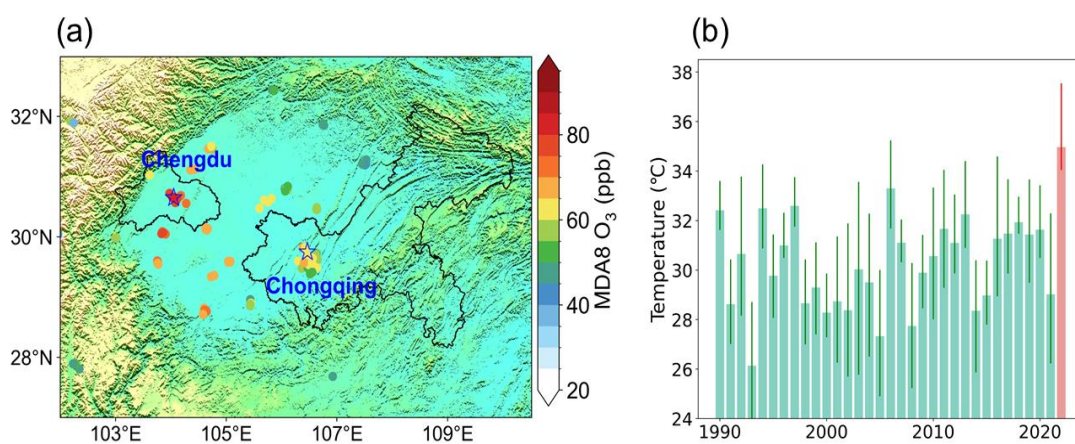 (a)
32°N
30°N
28°N
103°E
105°E
107°E
109°E
Chengdu
Chongqing
80
60
40
20
MDA8 O₃ (ppb)
(b)
Temperature (℃)
38
36
34
32
30
28
26
24
1990
2000
2010
2020